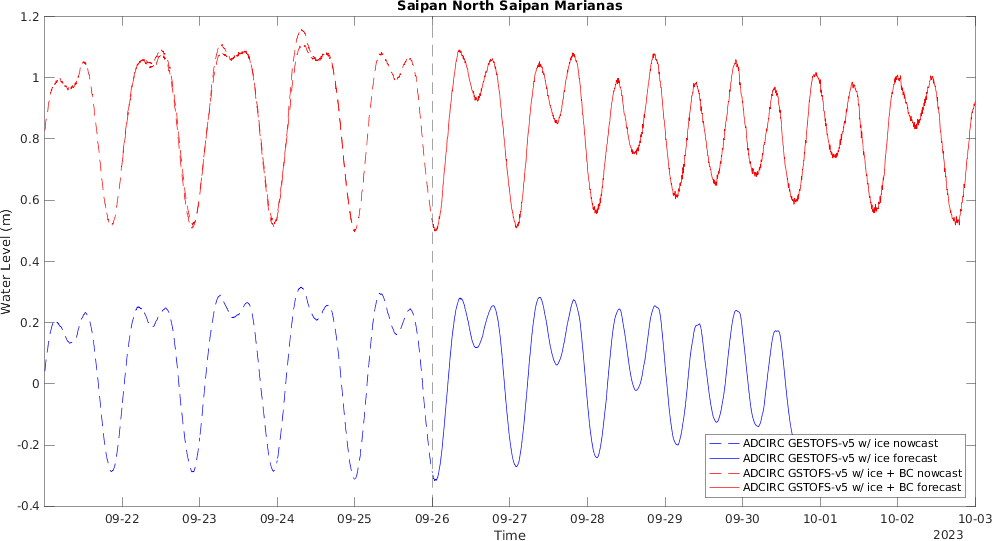 Saipan North Saipan Marianas
Water Level (m)
1.2
1
0.8
0.6
0.4
0.2
0
-0.2
-0.4
ADCIRC GESTOFS-v5 w/ ice nowcast
ADCIRC GESTOFS-v5 w/ ice forecast
ADCIRC GSTOFS-v5 w/ ice + BC nowcast
ADCIRC GSTOFS-v5 w/ ice + BC forecast
09-22 09-23 09-24 09-25 09-26 09-27 09-28 09-29 09-30 10-01 10-02 10-03
Time
2023